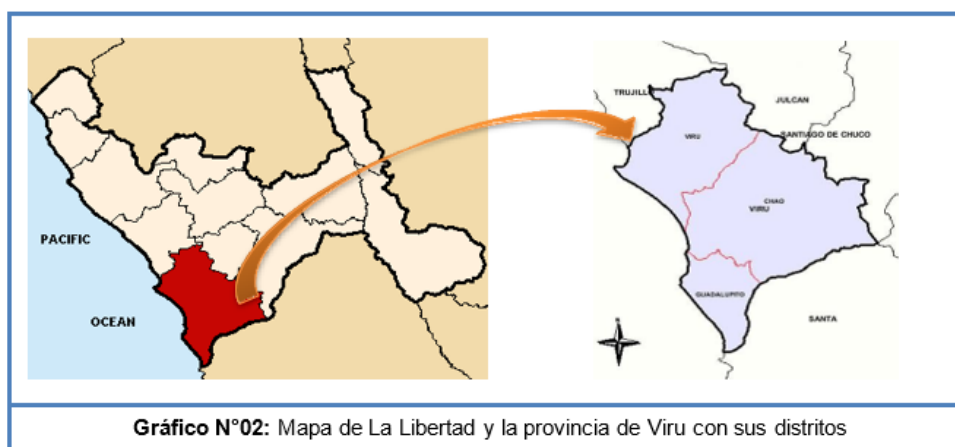 PACIFIC
OCEAN
TRUJILL
JULCAN
VIRU
SANTIAGO DE CHUCO
CHAO
VIRU
GUADALUPITO
SANTA
Gráfico N°02: Mapa de La Libertad y la provincia de Viru con sus distritos